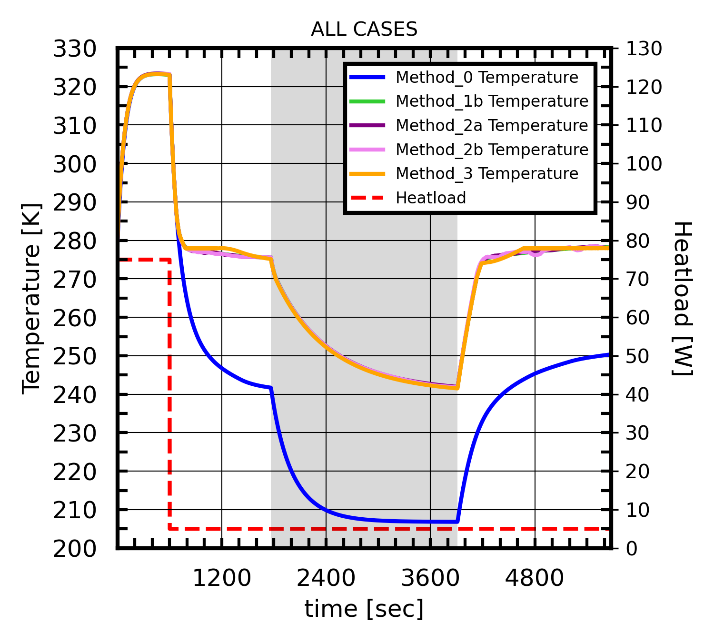 ALL CASES
330
320
310
300
290
280
270
260
250
240
230
220
210
200
Temperature [K]
130
120
110
100
90
80
70
60
50
40
30
20
10
0
Heatload [W]
Method_0 Temperature
Method_1b Temperature
Method_2a Temperature
Method_2b Temperature
Method_3 Temperature
Heatload
1200 2400 3600 4800
time [sec]